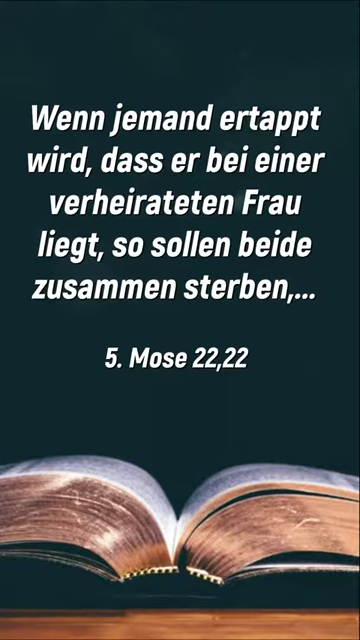 Wenn jemand ertappt
wird, dass er bei einer
verheirateten Frau
liegt, so sollen beide
zusammen sterben,...
5. Mose 22,22